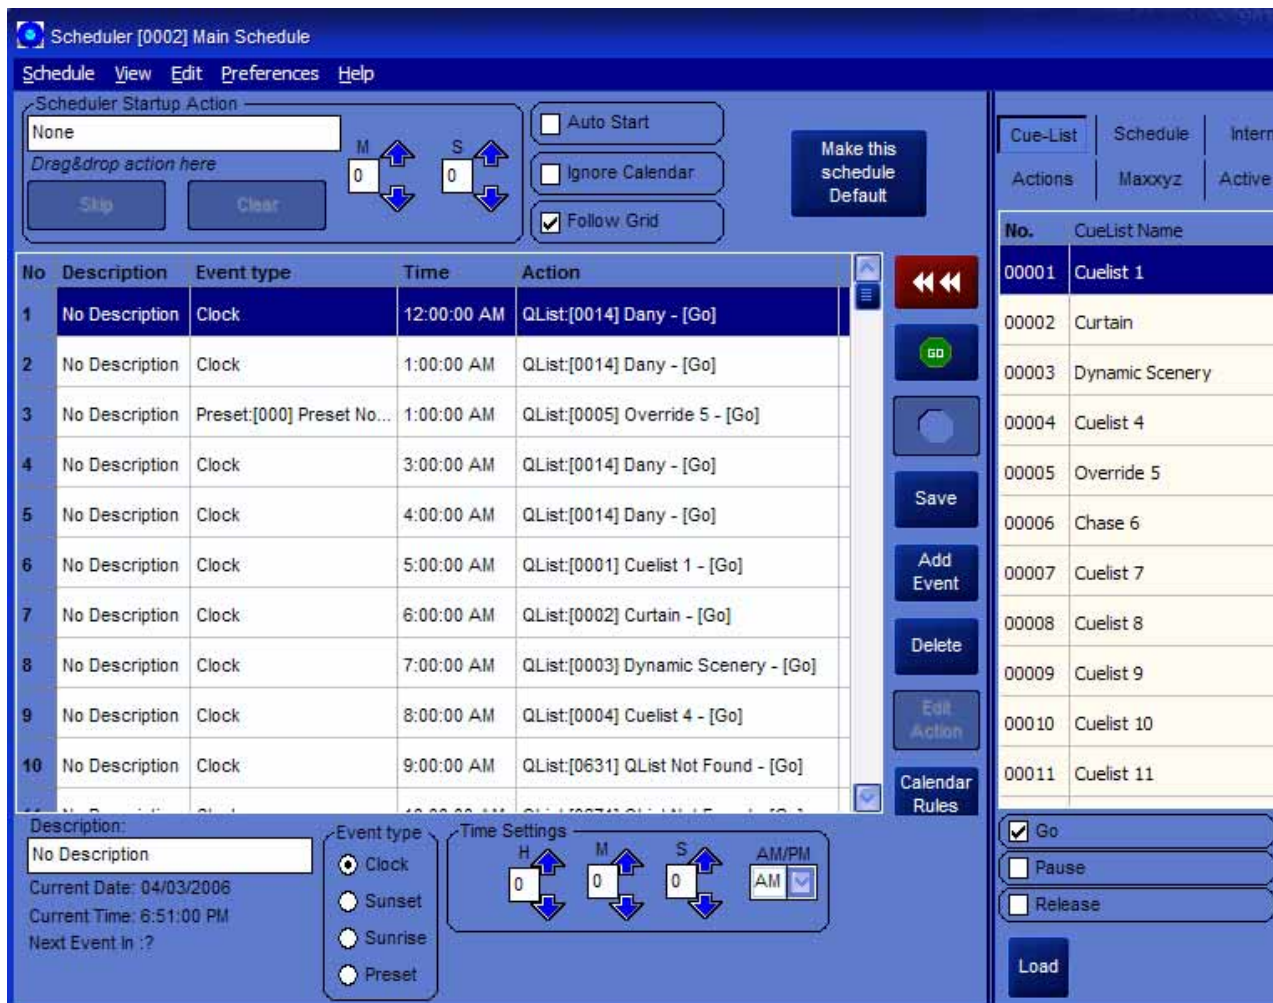 Scheduler [0002] Main Schedule
Schedule View Edit Preferences Help
Scheduler Startup Action
None
Drag&drop action here
Skip Clear
M S
0 0
Auto Start
Ignore Calendar
Follow Grid
Make this
schedule
Default
Cue-List Schedule Intern
Actions Maxxyz Active
No Description Event type Time Action
1 No Description Clock 12:00:00 AM QList:[0014] Dany - [Go]
2 No Description Clock 1:00:00 AM QList:[0014] Dany - [Go]
3 No Description Preset:[000] Preset No... 1:00:00 AM QList:[0005] Override 5 - [Go]
4 No Description Clock 3:00:00 AM QList:[0014] Dany - [Go]
5 No Description Clock 4:00:00 AM QList:[0014] Dany - [Go]
6 No Description Clock 5:00:00 AM QList:[0001] Cuelist 1 - [Go]
7 No Description Clock 6:00:00 AM QList:[0002] Curtain - [Go]
8 No Description Clock 7:00:00 AM QList:[0003] Dynamic Scenery - [Go]
9 No Description Clock 8:00:00 AM QList:[0004] Cuelist 4 - [Go]
10 No Description Clock 9:00:00 AM QList:[0631] QList Not Found - [Go]
GO
Save
Add
Event
Delete
Edit
Action
Calendar
Rules
No. CueList Name
00001 Cuelist 1
00002 Curtain
00003 Dynamic Scenery
00004 Cuelist 4
00005 Override 5
00006 Chase 6
00007 Cuelist 7
00008 Cuelist 8
00009 Cuelist 9
00010 Cuelist 10
00011 Cuelist 11
Description:
No Description
Current Date: 04/03/2006
Current Time: 6:51:00 PM
Next Event In :?
Event type
Clock
Sunset
Sunrise
Preset
Time Settings
H M S AM/PM
0 0 0 AM
Go
Pause
Release
Load